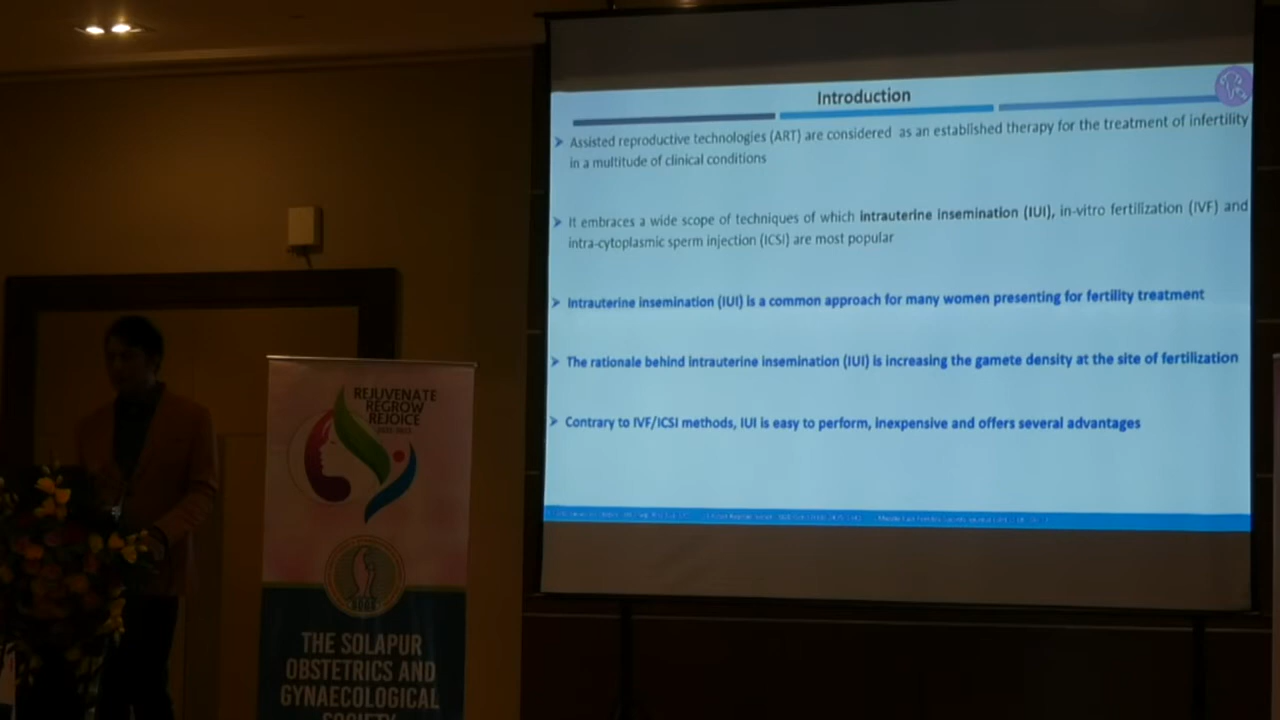 Introduction
➤ Assisted reproductive technologies (ART) are considered as an established therapy for the treatment of infertility
in a multitude of clinical conditions
➤ It embraces a wide scope of techniques of which intrauterine insemination (IUI), in-vitro fertilization (IVF) and
intra-cytoplasmic sperm injection (ICSI) are most popular
➤ Intrauterine insemination (IUI) is a common approach for many women presenting for fertility treatment
➤ The rationale behind intrauterine insemination (IUI) is increasing the gamete density at the site of fertilization
➤ Contrary to IVF/ICSI methods, IUI is easy to perform, inexpensive and offers several advantages
REJUVENATE
REGROW
REJOICE
THE SOLAPUR
OBSTETRICS AND
GYNAECOLOGICAL
SOCIETY